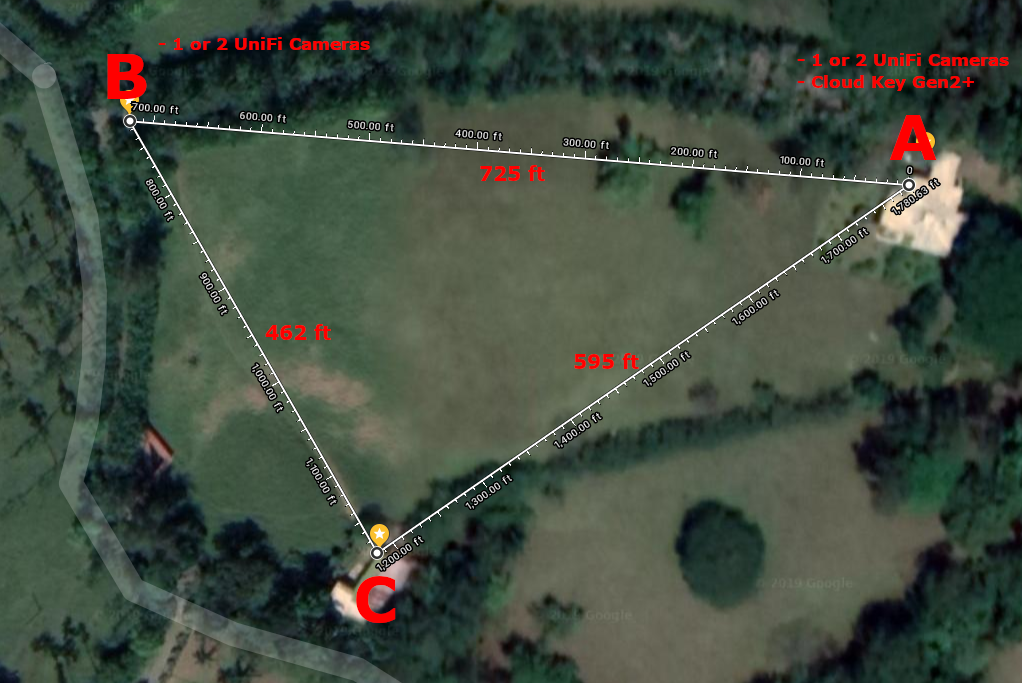 - 1 or 2 UniFi Cameras
B
- 1 or 2 UniFi Cameras
- Cloud Key Gen2+
A
700.00 ft
600.00 ft
500.00 ft
400.00 ft
300.00 ft
200.00 ft
100.00 ft
0
725 ft
1,780.63 ft
1,700.00 ft
1,600.00 ft
1,500.00 ft
1,400.00 ft
1,300.00 ft
1,200.00 ft
595 ft
800.00 ft
900.00 ft
1,000.00 ft
1,100.00 ft
462 ft
C
© 2019 Google
© 2019 Google